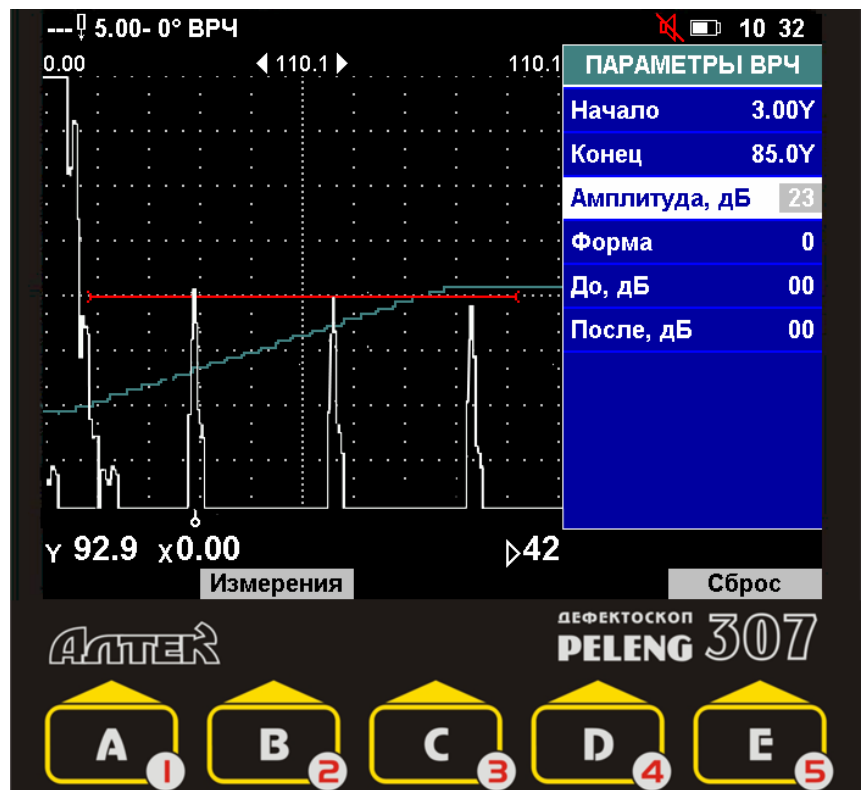 --- 5.00- 0° ВРЧ 10 32
0.00 110.1 110.1
ПАРАМЕТРЫ ВРЧ
Начало 3.00Y
Конец 85.0Y
Амплитуда, дБ 23
Форма 0
До, дБ 00
После, дБ 00
Y 92.9 X0.00 42
Измерения Сброс
АЛТЕК
ДЕФЕКТОСКОП
PELENG 307
A B C D E
1 2 3 4 5